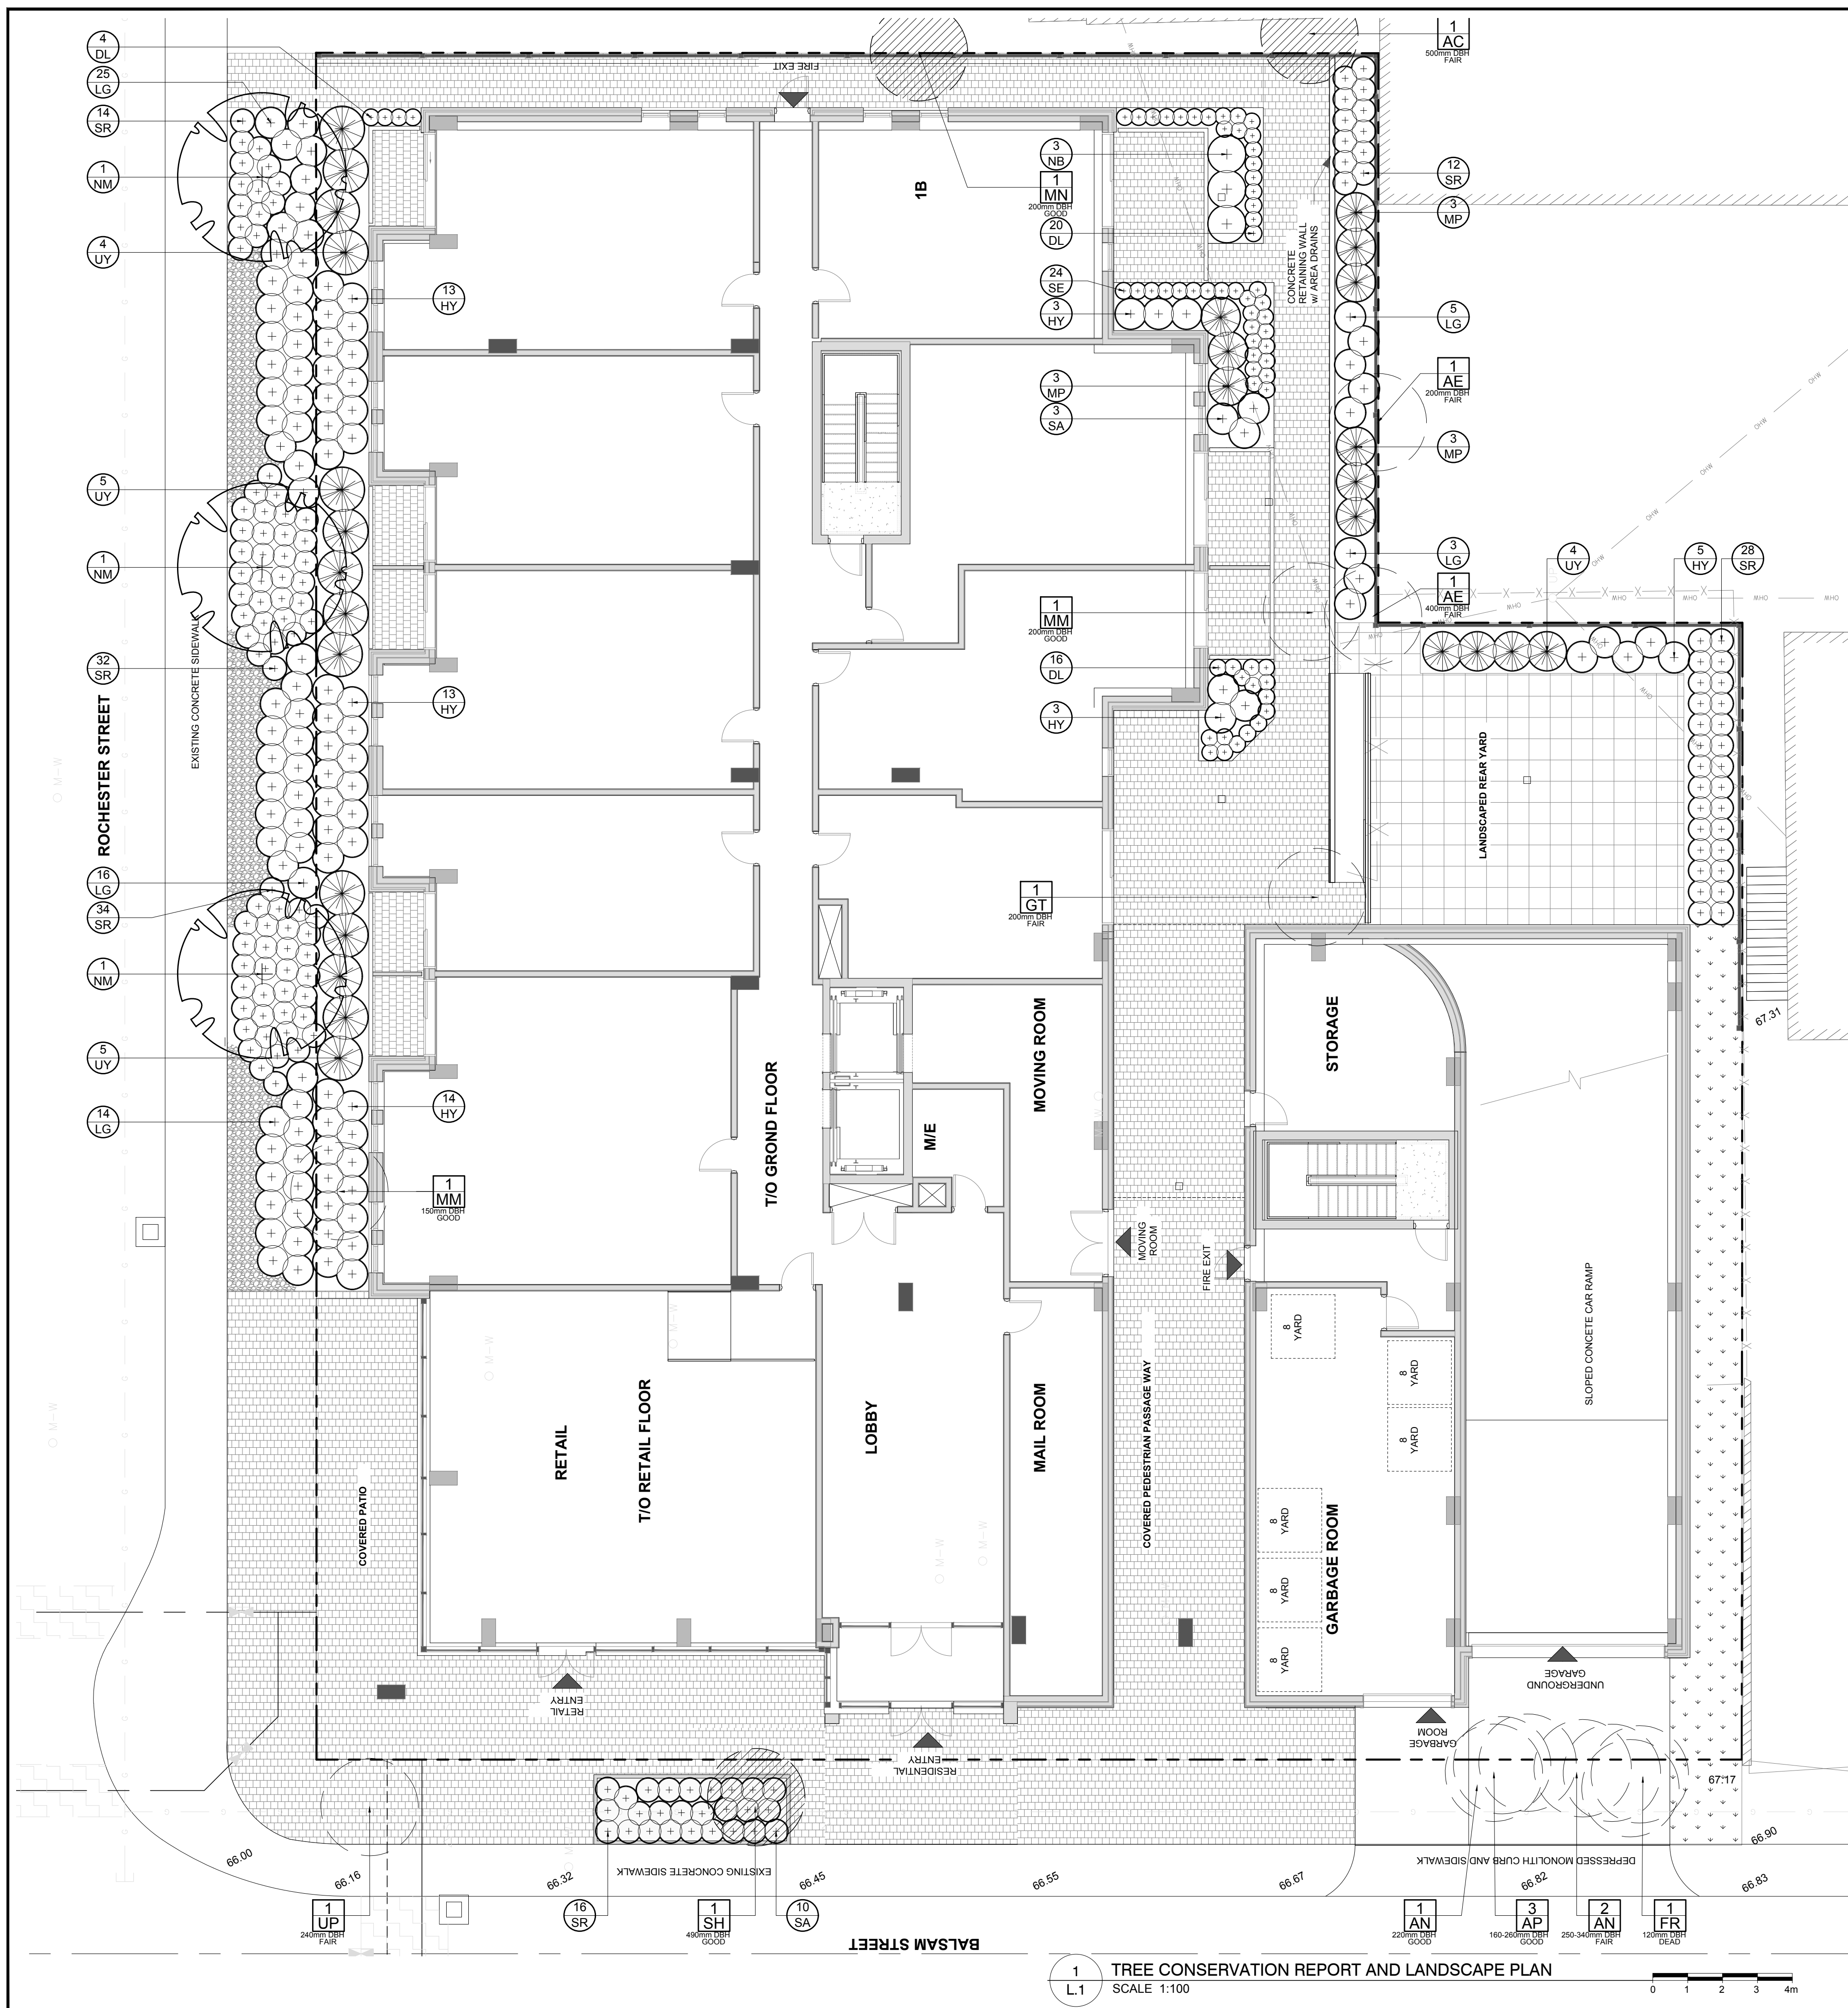 4
DL
25
LG
14
SR
1
NM
4
UY
5
UY
1
NM
32
SR
16
LG
34
SR
1
NM
5
UY
14
LG
ROCHESTER STREET
EXISTING CONCRETE SIDEWALK
13
HY
13
HY
14
HY
1
MM
150mm DBH
GOOD
FIRE EXIT
1B
3
NB
1
MN
200mm DBH
GOOD
20
DL
24
SE
3
HY
3
MP
3
SA
1
MM
200mm DBH
GOOD
16
DL
3
HY
1
GT
200mm DBH
FAIR
1
AC
500mm DBH
FAIR
12
SR
3
MP
5
LG
1
AE
200mm DBH
FAIR
3
MP
3
LG
1
AE
400mm DBH
FAIR
4
UY
5
HY
28
SR
CONCRETE
RETAINING WALL
w/ AREA DRAINS
OHW
OHW
OHW
OHW
OHW
OHW
OHW
OHW
LANDSCAPED REAR YARD
67.31
STORAGE
MOVING ROOM
M/E
T/O GROND FLOOR
MOVING
ROOM
FIRE EXIT
COVERED PEDESTRIAN PASSAGE WAY
SLOPED CONCETE CAR RAMP
8
YARD
8
YARD
8
YARD
8
YARD
8
YARD
8
YARD
GARBAGE ROOM
COVERED PATIO
RETAIL
T/O RETAIL FLOOR
LOBBY
MAIL ROOM
RETAIL
ENTRY
RESIDENTIAL
ENTRY
GARBAGE
ROOM
UNDERGROUND
GARAGE
67.17
66.00
66.16
66.32
EXISTING CONCRETE SIDEWALK
66.45
66.55
66.67
DEPRESSED MONOLITH CURB AND SIDEWALK
66.82
66.83
66.90
1
UP
240mm DBH
FAIR
16
SR
1
SH
490mm DBH
GOOD
10
SA
1
AN
220mm DBH
GOOD
3
AP
160-260mm DBH
GOOD
2
AN
250-340mm DBH
FAIR
1
FR
120mm DBH
DEAD
BALSAM STREET
1
L.1
TREE CONSERVATION REPORT AND LANDSCAPE PLAN
SCALE 1:100
0 1 2 3 4m